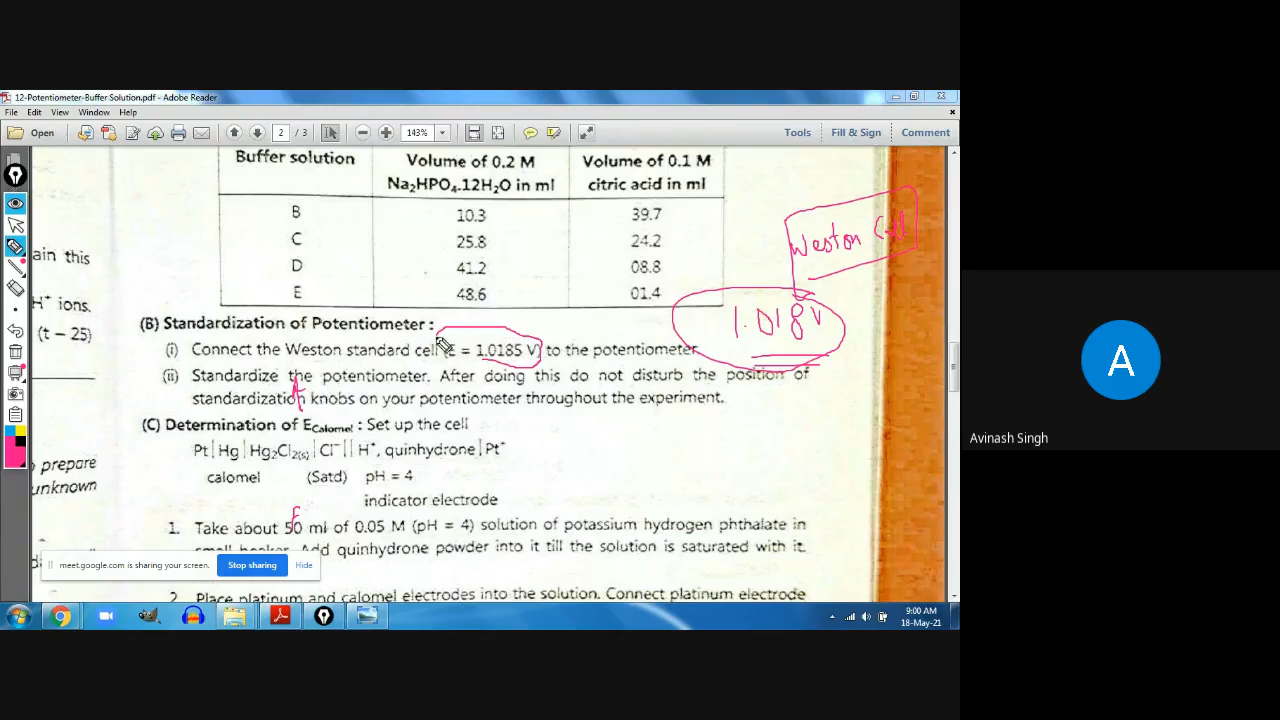 12-Potentiometer-Buffer Solution.pdf - Adobe Reader
File Edit View Window Help
Open 2 / 3 143% Tools Fill & Sign Comment
Buffer solution Volume of 0.2 M Volume of 0.1 M
Na₂HPO₄.12H₂O in ml citric acid in ml
B 10.3 39.7
C 25.8 24.2
D 41.2 08.8
E 48.6 01.4
Weston Cell
1.018 V
ain this
H⁺ ions.
(t – 25)
prepare
unknown
(B) Standardization of Potentiometer :
(i) Connect the Weston standard cell (E = 1.0185 V) to the potentiometer
(ii) Standardize the potentiometer. After doing this do not disturb the position of
standardization knobs on your potentiometer throughout the experiment.
(C) Determination of E_Calomel : Set up the cell
Pt | Hg | Hg₂Cl₂(s) | Cl⁻ || H⁺, quinhydrone | Pt⁺
calomel (Satd) pH = 4
indicator electrode
1. Take about 50 ml of 0.05 M (pH = 4) solution of potassium hydrogen phthalate in
small beaker. Add quinhydrone powder into it till the solution is saturated with it.
2. Place platinum and calomel electrodes into the solution. Connect platinum electrode
meet.google.com is sharing your screen. Stop sharing Hide
9:00 AM
18-May-21
A
Avinash Singh